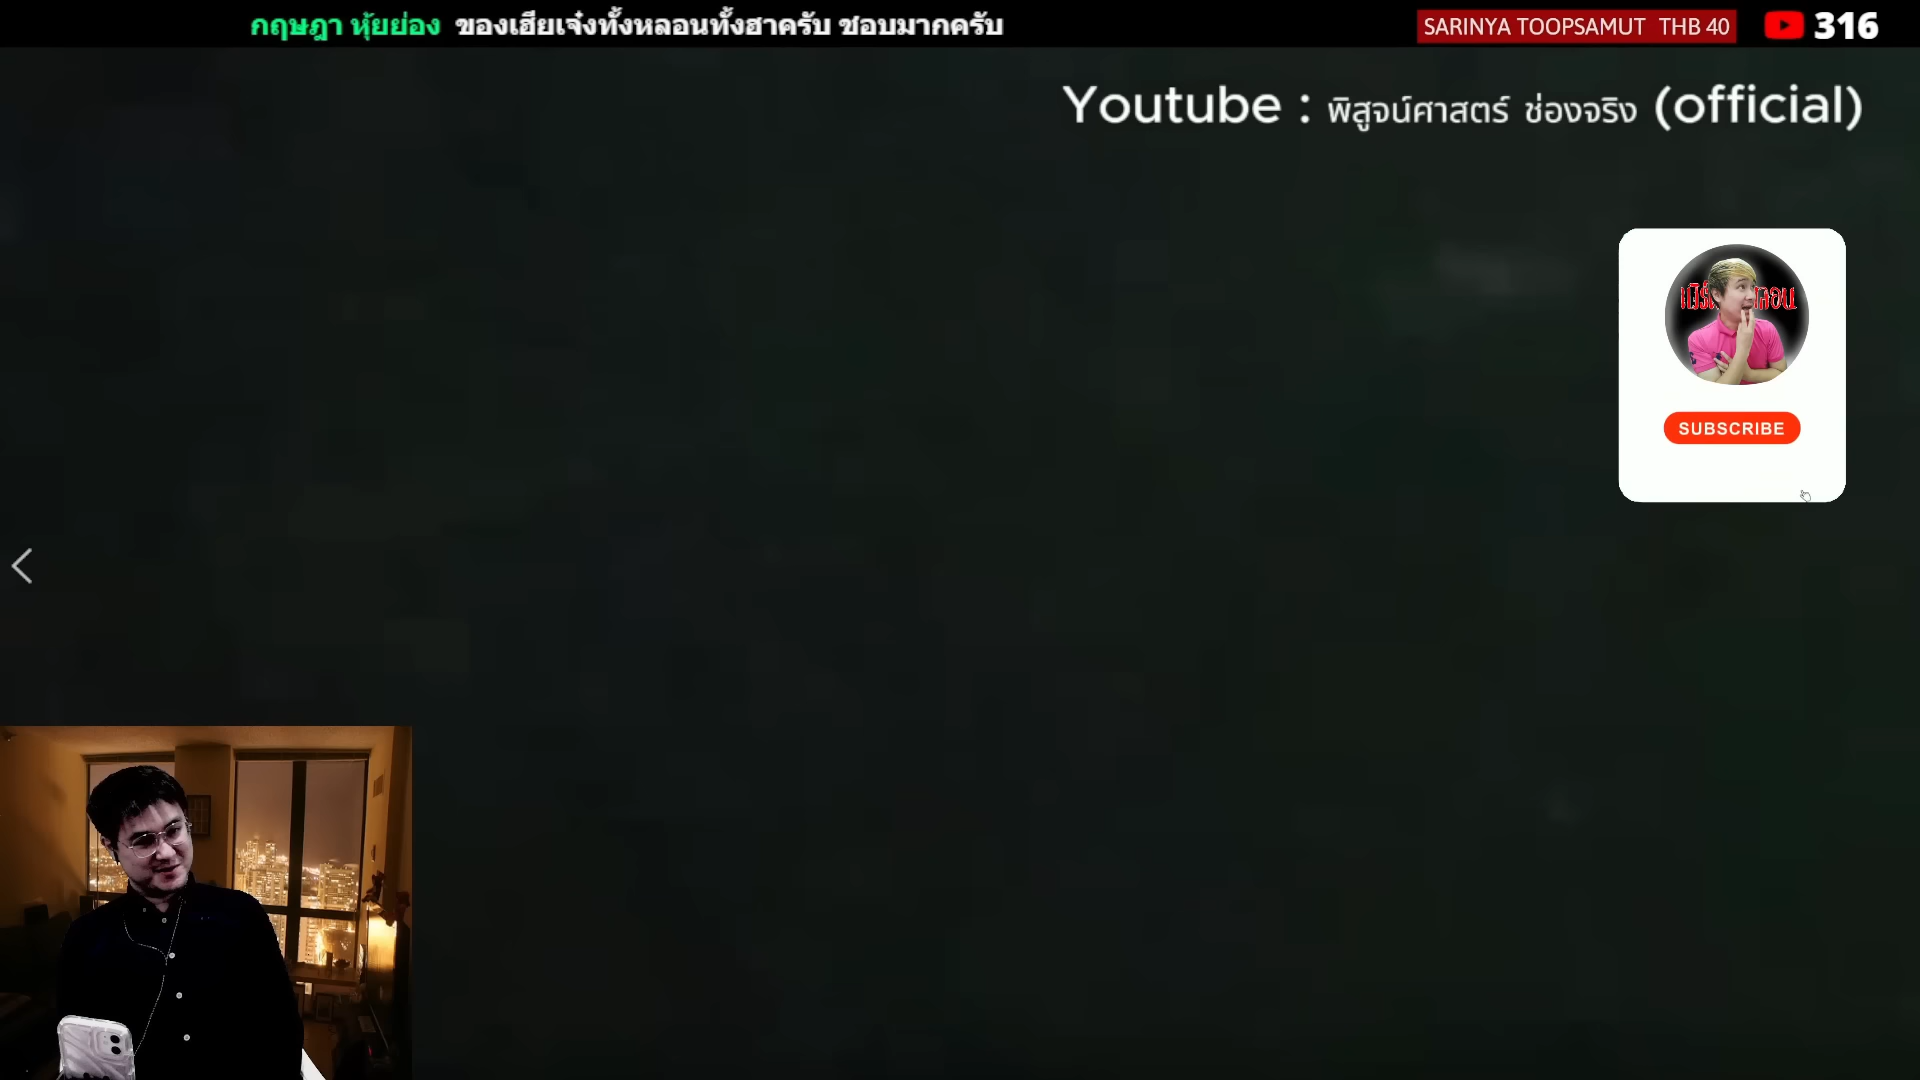 กฤษฎา หุ้ยย่อง ของเฮียเจ๋งทั้งหลอนทั้งฮาครับ ชอบมากครับ
SARINYA TOOPSAMUT THB 40
316
Youtube : พิสูจน์ศาสตร์ ช่องจริง (official)
SUBSCRIBE